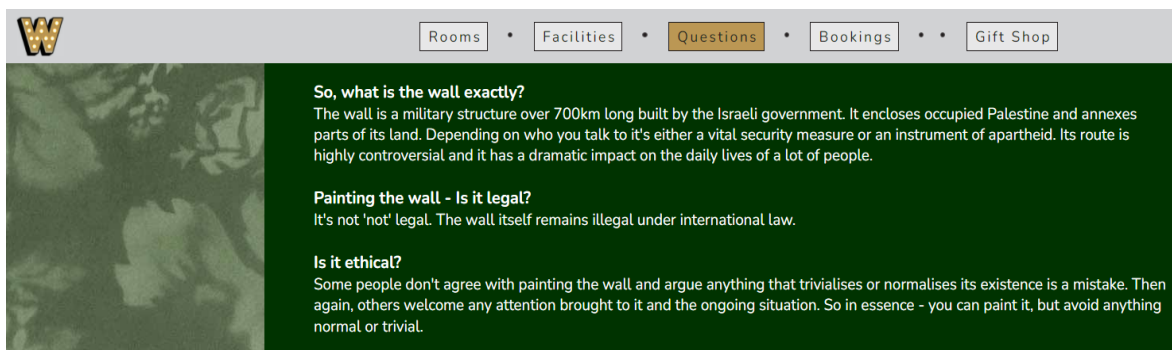 W
Rooms • Facilities • Questions • Bookings • • Gift Shop
So, what is the wall exactly?
The wall is a military structure over 700km long built by the Israeli government. It encloses occupied Palestine and annexes
parts of its land. Depending on who you talk to it's either a vital security measure or an instrument of apartheid. Its route is
highly controversial and it has a dramatic impact on the daily lives of a lot of people.
Painting the wall - Is it legal?
It's not 'not' legal. The wall itself remains illegal under international law.
Is it ethical?
Some people don't agree with painting the wall and argue anything that trivialises or normalises its existence is a mistake. Then
again, others welcome any attention brought to it and the ongoing situation. So in essence - you can paint it, but avoid anything
normal or trivial.